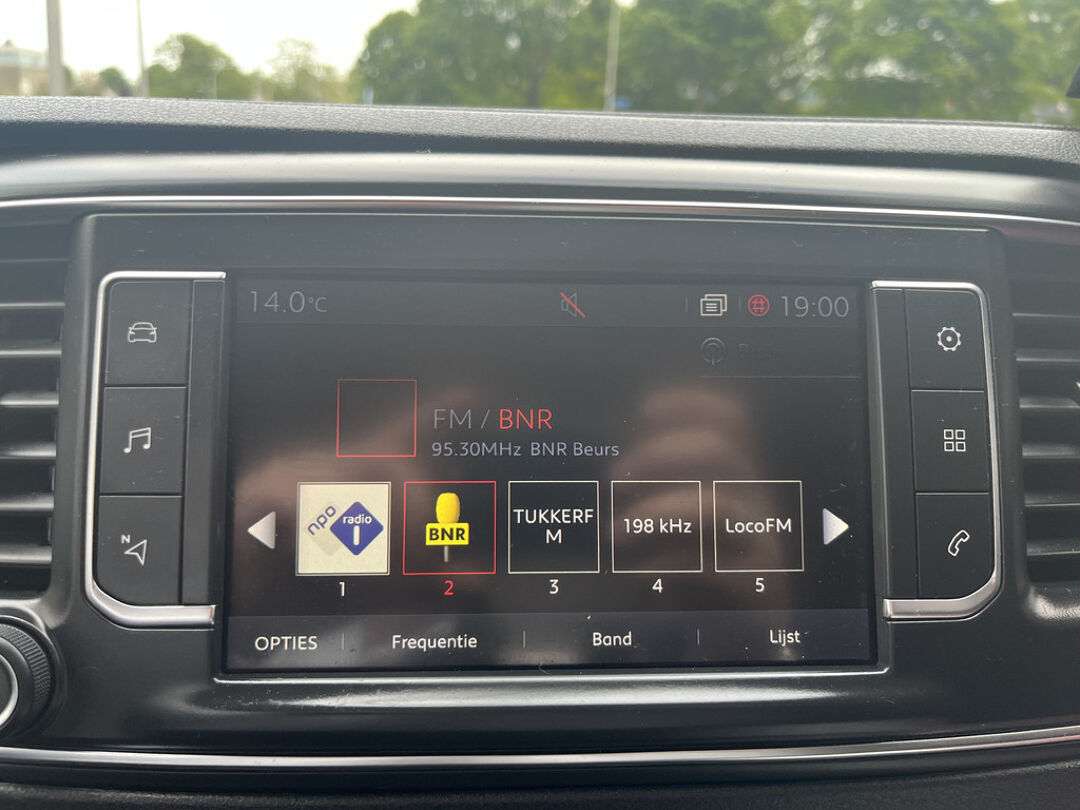 14.0°C
19:00
FM / BNR
95.30MHz BNR Beurs
npo
radio
1
BNR
TUKKERF
M
198 kHz
LocoFM
1
2
3
4
5
N
OPTIES
Frequentie
Band
Lijst